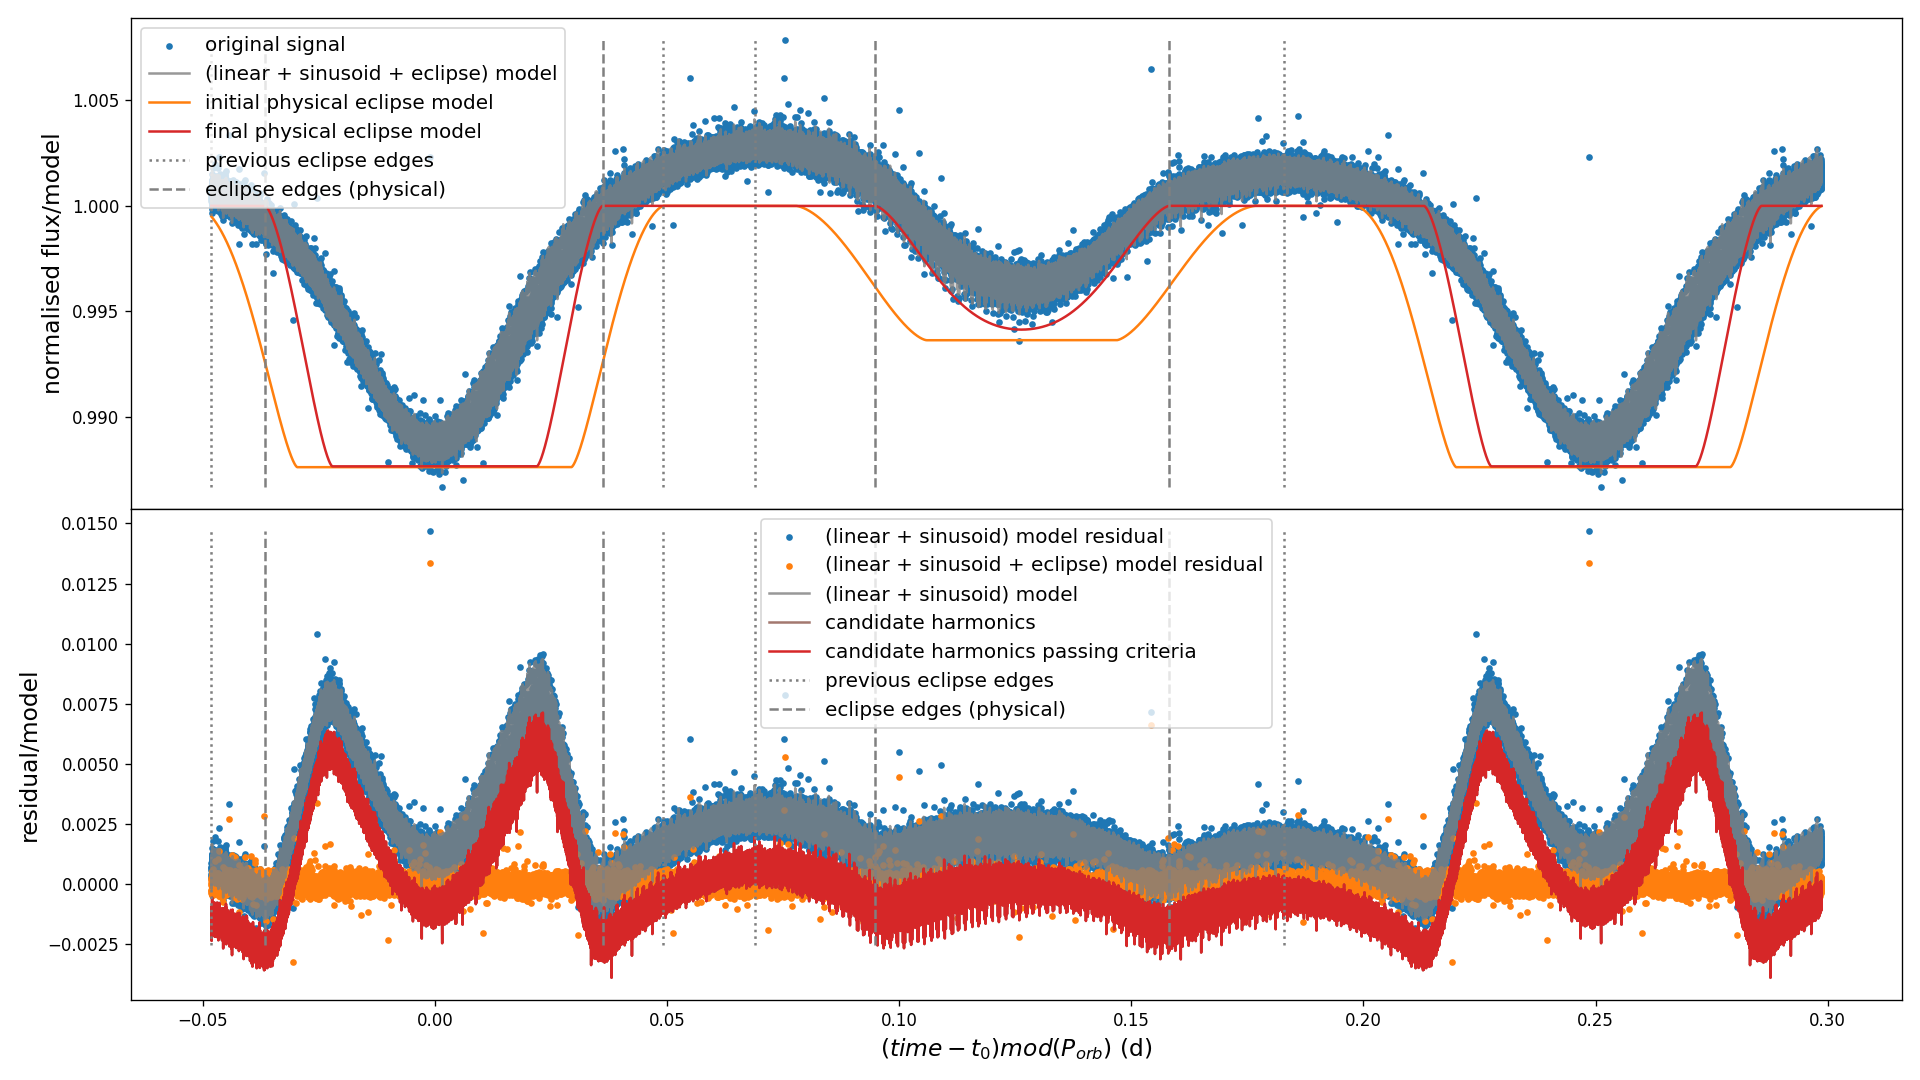 original signal
(linear + sinusoid + eclipse) model
initial physical eclipse model
final physical eclipse model
previous eclipse edges
eclipse edges (physical)
normalised flux/model
1.005
1.000
0.995
0.990
(linear + sinusoid) model residual
(linear + sinusoid + eclipse) model residual
(linear + sinusoid) model
candidate harmonics
candidate harmonics passing criteria
previous eclipse edges
eclipse edges (physical)
residual/model
0.0150
0.0125
0.0100
0.0075
0.0050
0.0025
0.0000
−0.0025
−0.05 0.00 0.05 0.10 0.15 0.20 0.25 0.30
(time − t₀)mod(Pₒᵣb) (d)